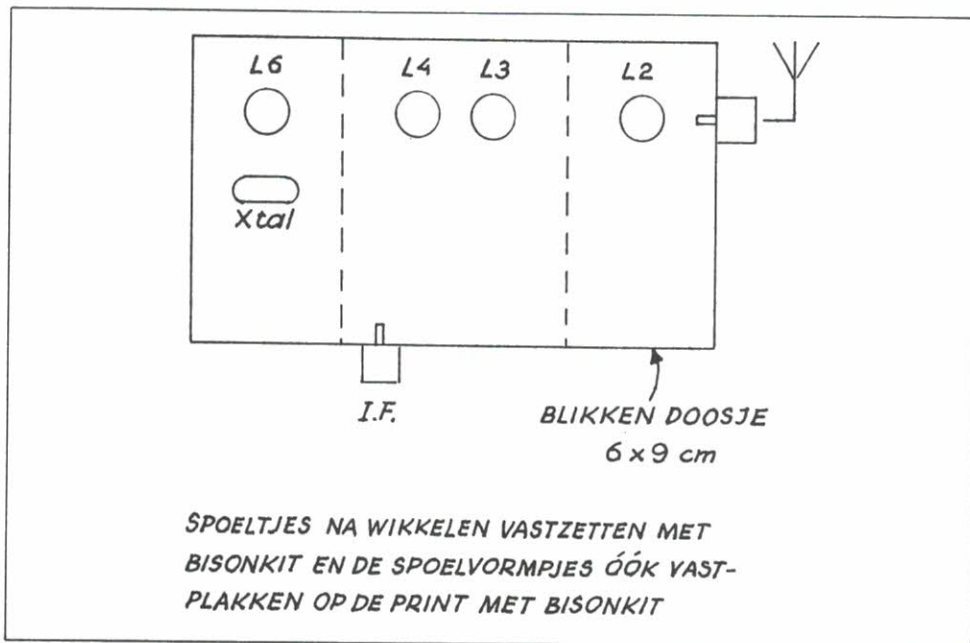 L6
L4
L3
L2
Xtal
I.F.
BLIKKEN DOOSJE
6 x 9 cm
SPOELTJES NA WIKKELEN VASTZETTEN MET
BISONKIT EN DE SPOELVORMPJES ÓÓK VAST-
PLAKKEN OP DE PRINT MET BISONKIT